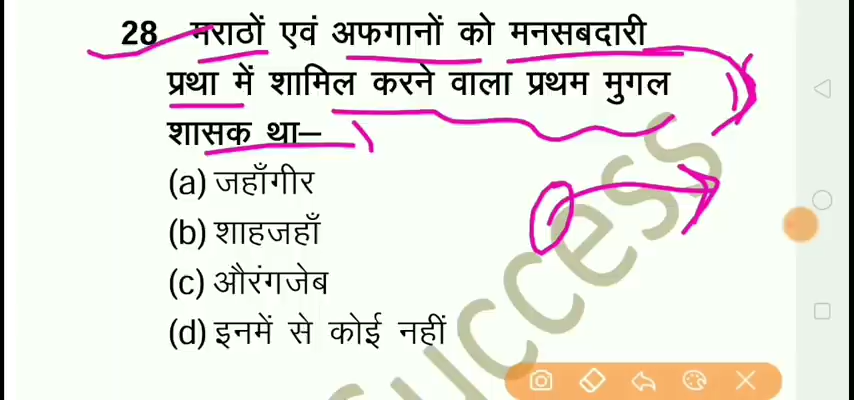 28. मराठों एवं अफगानों को मनसबदारी
प्रथा में शामिल करने वाला प्रथम मुगल
शासक था–
(a) जहाँगीर
(b) शाहजहाँ
(c) औरंगजेब
(d) इनमें से कोई नहीं
success